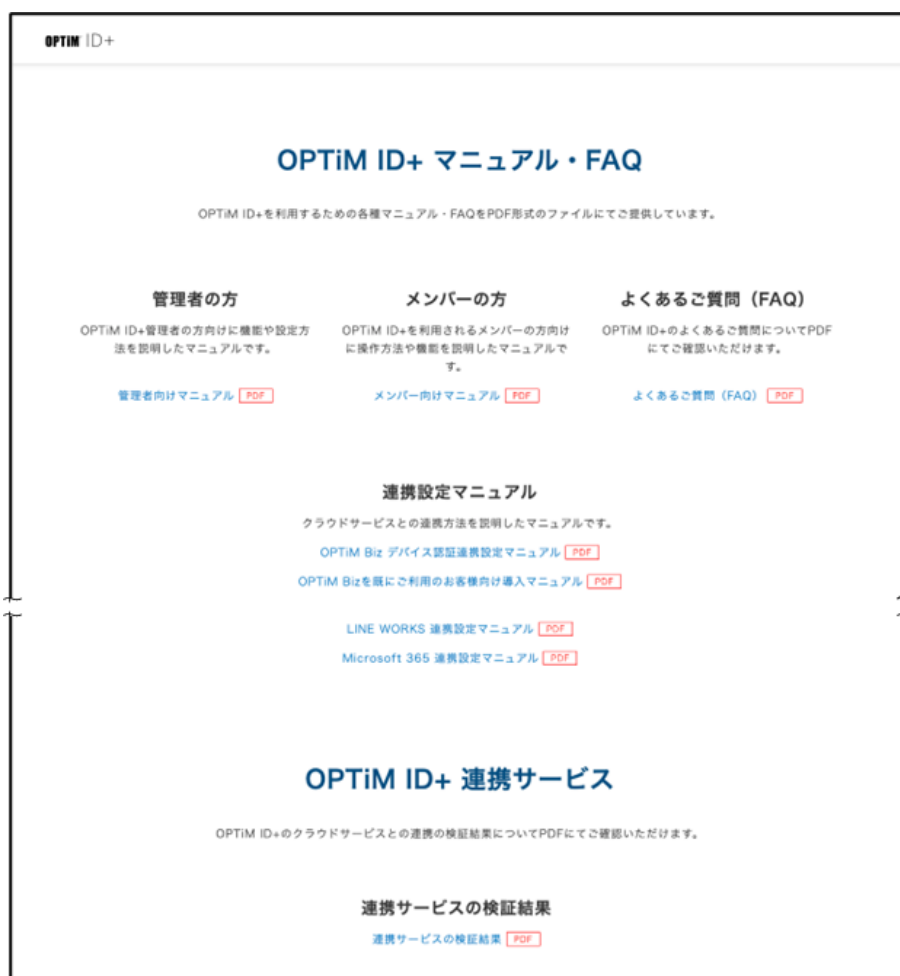 OPTiM ID+
OPTiM ID+ マニュアル・FAQ
OPTiM ID+を利用するための各種マニュアル・FAQをPDF形式のファイルにてご提供しています。
管理者の方
OPTiM ID+管理者の方向けに機能や設定方
法を説明したマニュアルです。
管理者向けマニュアル PDF
メンバーの方
OPTiM ID+を利用されるメンバーの方向け
に操作方法や機能を説明したマニュアルで
す。
メンバー向けマニュアル PDF
よくあるご質問（FAQ）
OPTiM ID+のよくあるご質問についてPDF
にてご確認いただけます。
よくあるご質問（FAQ） PDF
連携設定マニュアル
クラウドサービスとの連携方法を説明したマニュアルです。
OPTiM Biz デバイス認証連携設定マニュアル PDF
OPTiM Bizを既にご利用のお客様向け導入マニュアル PDF
LINE WORKS 連携設定マニュアル PDF
Microsoft 365 連携設定マニュアル PDF
OPTiM ID+ 連携サービス
OPTiM ID+のクラウドサービスとの連携の検証結果についてPDFにてご確認いただけます。
連携サービスの検証結果
連携サービスの検証結果 PDF